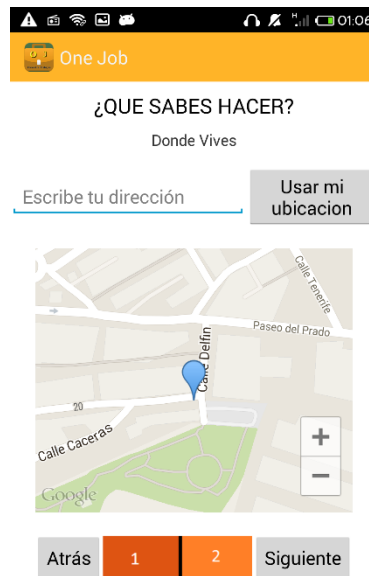 01:06
One Job
¿QUE SABES HACER?
Donde Vives
Escribe tu dirección
Usar mi
ubicacion
Calle Tenerife
Paseo del Prado
Calle Delfin
20
Calle Caceras
Google
+
−
Atrás
1
2
Siguiente